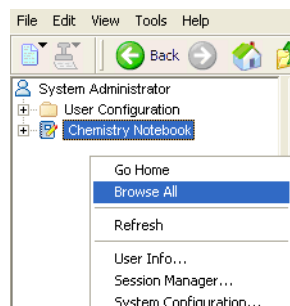 File Edit View Tools Help
Back
System Administrator
User Configuration
Chemistry Notebook
Go Home
Browse All
Refresh
User Info...
Session Manager...
System Configuration...